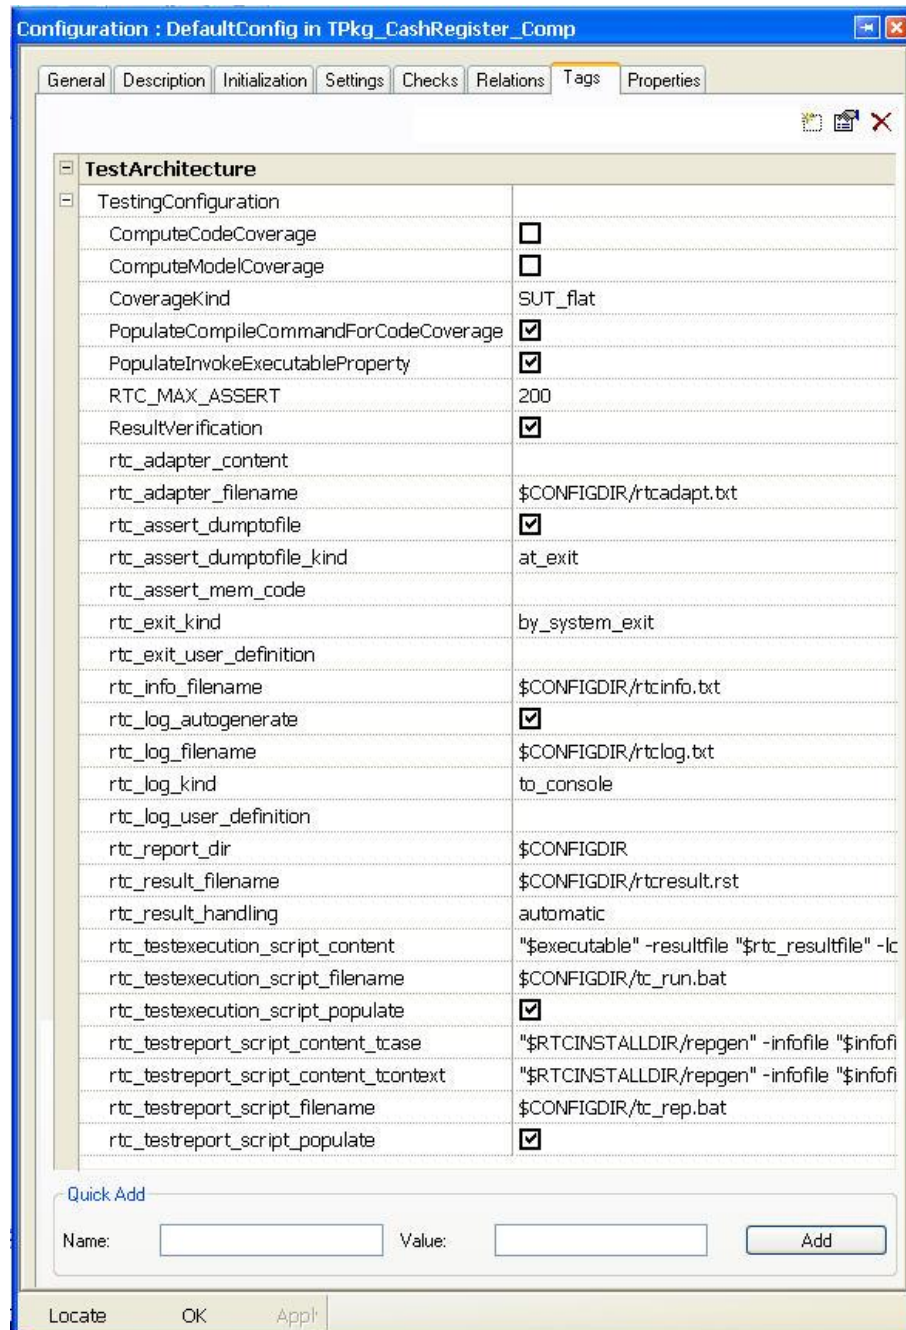 Configuration : DefaultConfig in TPkg_CashRegister_Comp
General Description Initialization Settings Checks Relations Tags Properties
TestArchitecture
TestingConfiguration
ComputeCodeCoverage
ComputeModelCoverage
CoverageKind SUT_flat
PopulateCompileCommandForCodeCoverage
PopulateInvokeExecutableProperty
RTC_MAX_ASSERT 200
ResultVerification
rtc_adapter_content
rtc_adapter_filename $CONFIGDIR/rtcadapt.txt
rtc_assert_dumptofile
rtc_assert_dumptofile_kind at_exit
rtc_assert_mem_code
rtc_exit_kind by_system_exit
rtc_exit_user_definition
rtc_info_filename $CONFIGDIR/rtcinfo.txt
rtc_log_autogenerate
rtc_log_filename $CONFIGDIR/rtclog.txt
rtc_log_kind to_console
rtc_log_user_definition
rtc_report_dir $CONFIGDIR
rtc_result_filename $CONFIGDIR/rtcresult.rst
rtc_result_handling automatic
rtc_testexecution_script_content "$executable" -resultfile "$rtc_resultfile" -lo
rtc_testexecution_script_filename $CONFIGDIR/tc_run.bat
rtc_testexecution_script_populate
rtc_testreport_script_content_tcase "$RTCINSTALLDIR/repgen" -infofile "$infofi
rtc_testreport_script_content_tcontext "$RTCINSTALLDIR/repgen" -infofile "$infofi
rtc_testreport_script_filename $CONFIGDIR/tc_rep.bat
rtc_testreport_script_populate
Quick Add
Name: Value: Add
Locate OK Appl